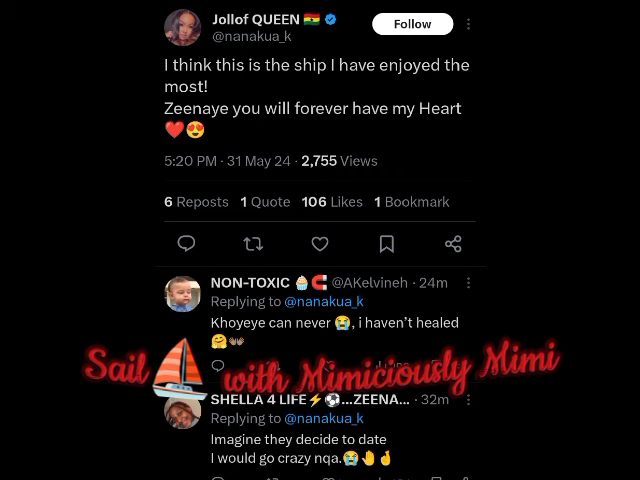 Jollof QUEEN 🇬🇭
@nanakua_k
Follow
I think this is the ship I have enjoyed the
most!
Zeenaye you will forever have my Heart
❤️😍
5:20 PM · 31 May 24 · 2,755 Views
6 Reposts 1 Quote 106 Likes 1 Bookmark
NON-TOXIC 🧁🧲 @AKelvineh · 24m
Replying to @nanakua_k
Khoyeye can never 😭, i haven't healed
🤗👐🏽
Sail ⛵ with Mimiciously Mimi
SHELLA 4 LIFE⚡⚽...ZEENA... · 32m
Replying to @nanakua_k
Imagine they decide to date
I would go crazy nqa.😭🤚🤞